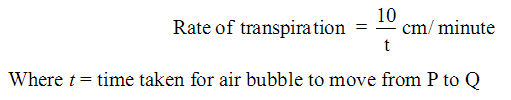 Rate of transpiration = 10/t cm/minute
Where t = time taken for air bubble to move from P to Q